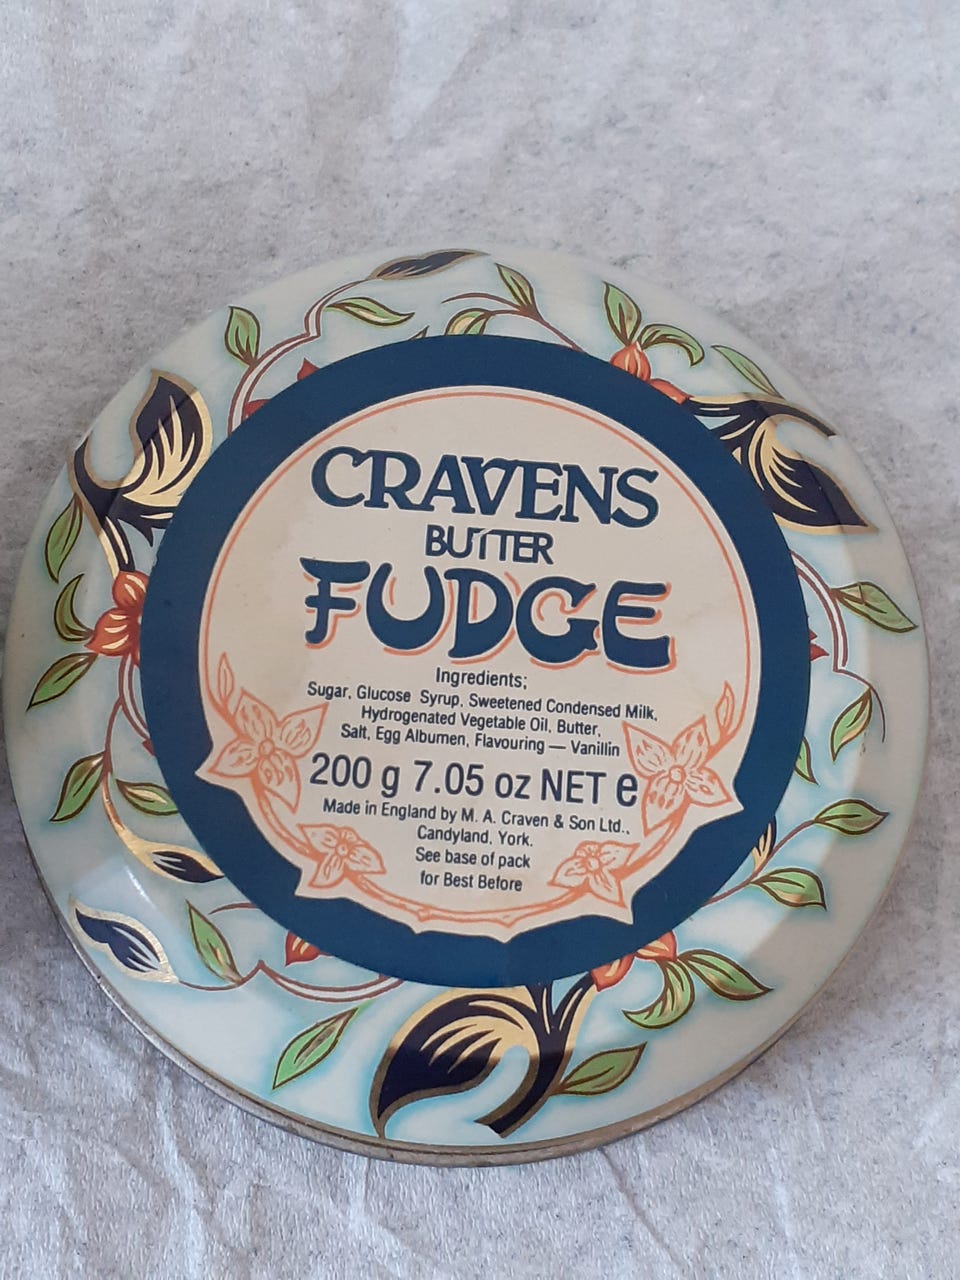 CRAVENS
BUTTER
FUDGE
Ingredients;
Sugar, Glucose Syrup, Sweetened Condensed Milk,
Hydrogenated Vegetable Oil, Butter,
Salt, Egg Albumen, Flavouring — Vanillin
200 g 7.05 oz NET e
Made in England by M. A. Craven & Son Ltd.,
Candyland, York.
See base of pack
for Best Before